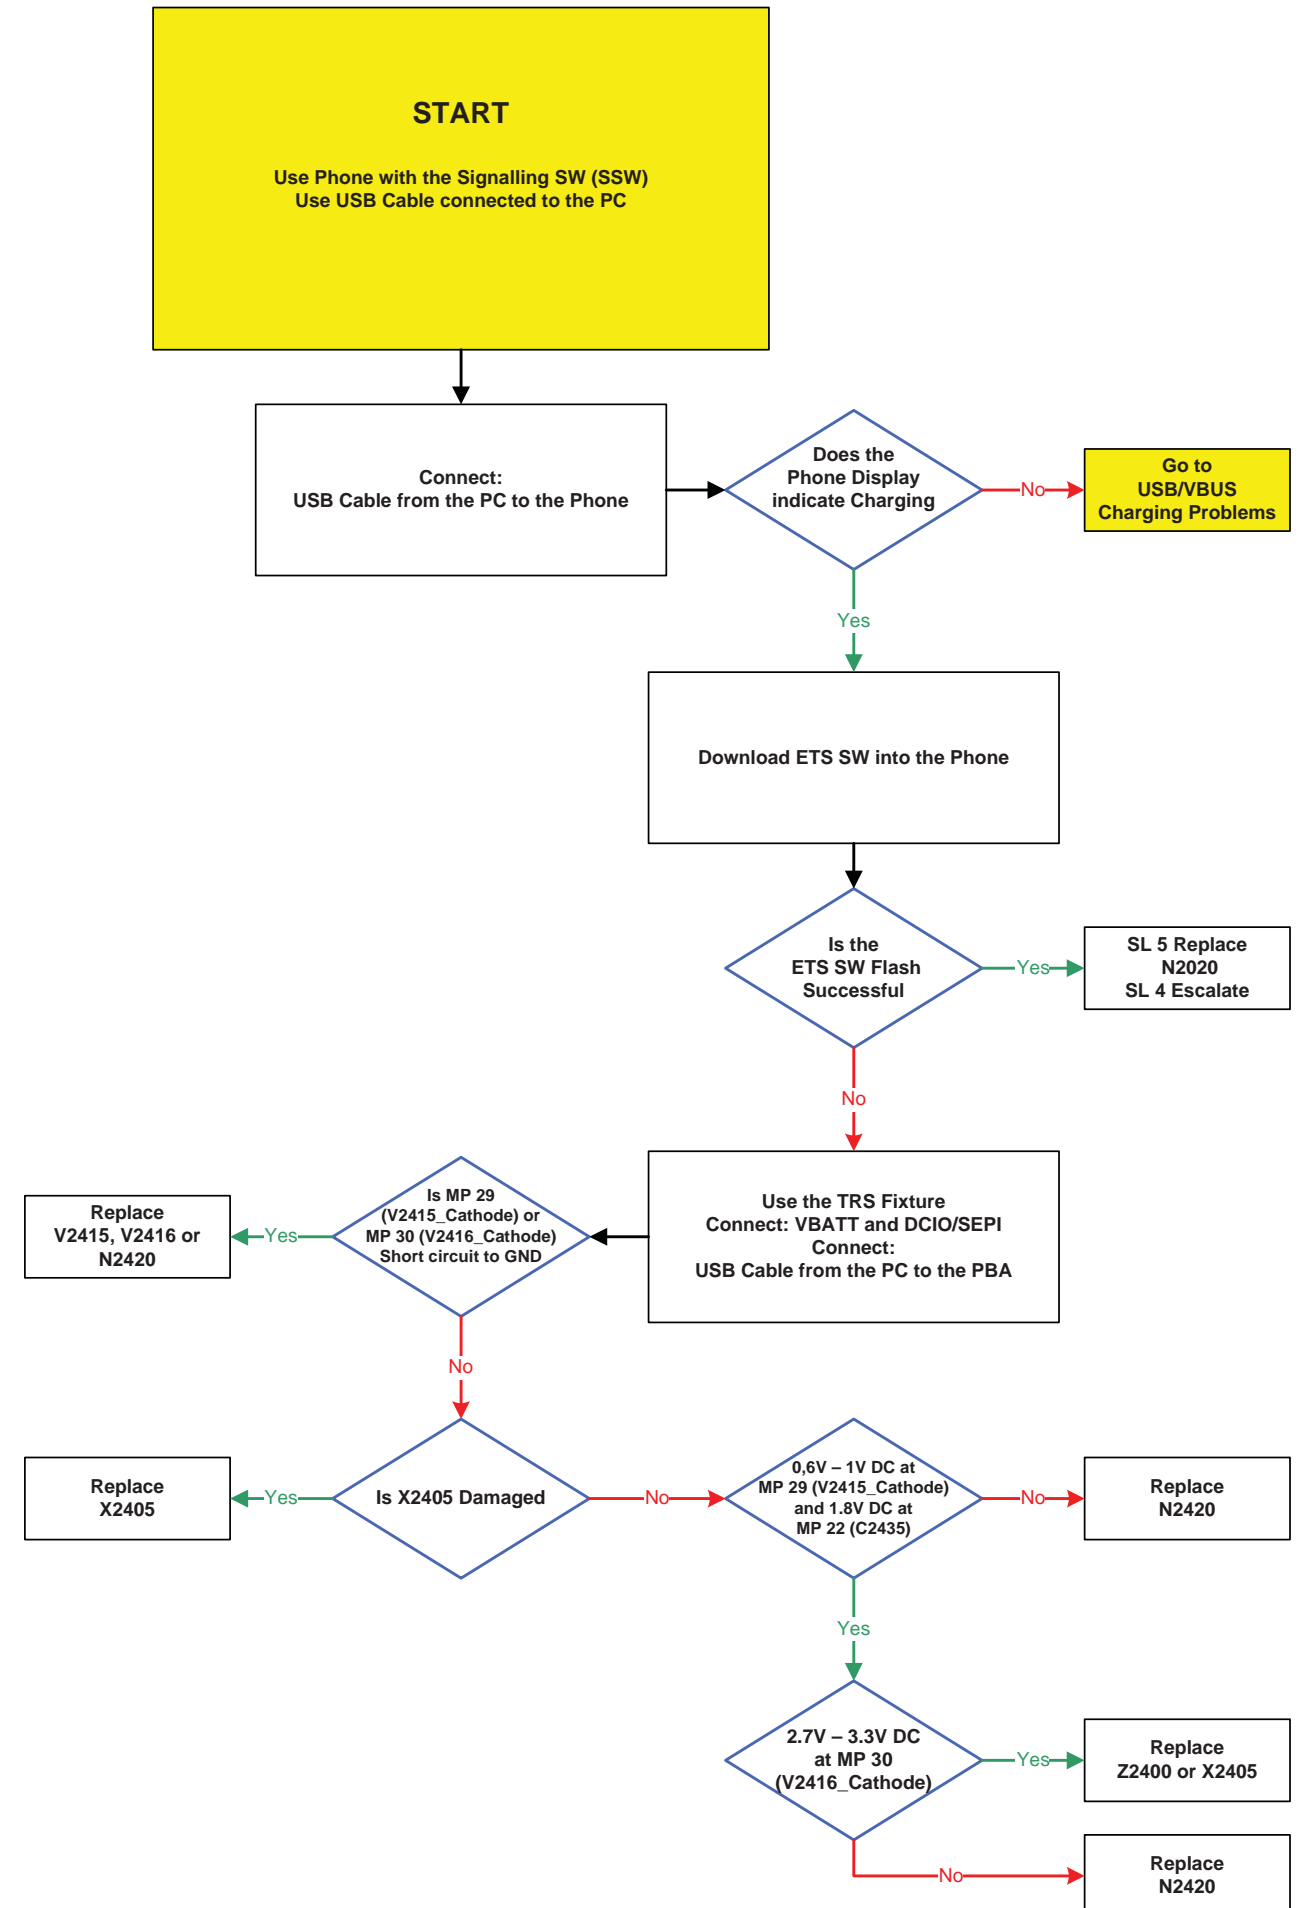 START
Use Phone with the Signalling SW (SSW)
Use USB Cable connected to the PC
Connect:
USB Cable from the PC to the Phone
Does the
Phone Display
indicate Charging
No
Go to
USB/VBUS
Charging Problems
Yes
Download ETS SW into the Phone
Is the
ETS SW Flash
Successful
Yes
SL 5 Replace
N2020
SL 4 Escalate
No
Use the TRS Fixture
Connect: VBATT and DCIO/SEPI
Connect:
USB Cable from the PC to the PBA
Is MP 29
(V2415_Cathode) or
MP 30 (V2416_Cathode)
Short circuit to GND
Yes
Replace
V2415, V2416 or
N2420
No
Is X2405 Damaged
Yes
Replace
X2405
No
0,6V – 1V DC at
MP 29 (V2415_Cathode)
and 1.8V DC at
MP 22 (C2435)
No
Replace
N2420
Yes
2.7V – 3.3V DC
at MP 30
(V2416_Cathode)
Yes
Replace
Z2400 or X2405
No
Replace
N2420